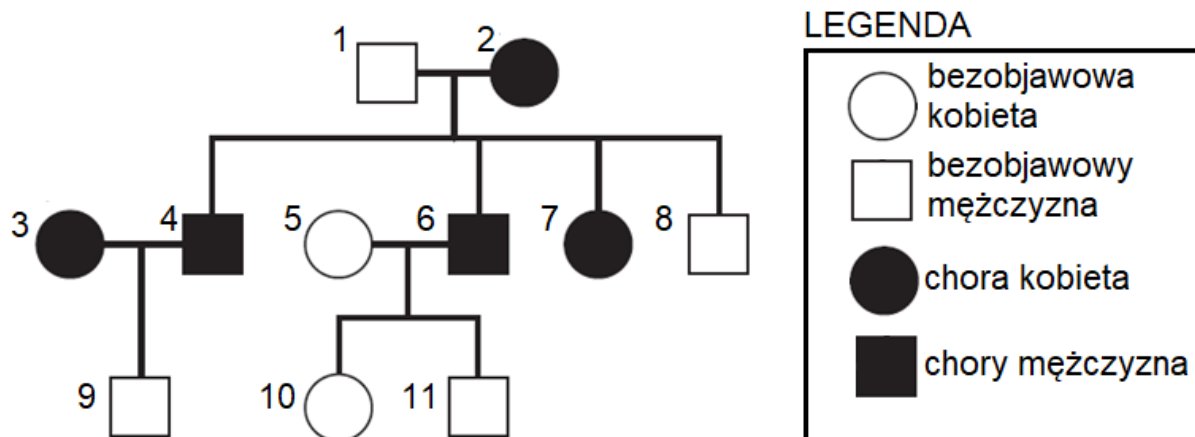 LEGENDA
1
2
bezobjawowa
kobieta
bezobjawowy
mężczyzna
3
4
5
6
7
8
chora kobieta
chory mężczyzna
9
10
11